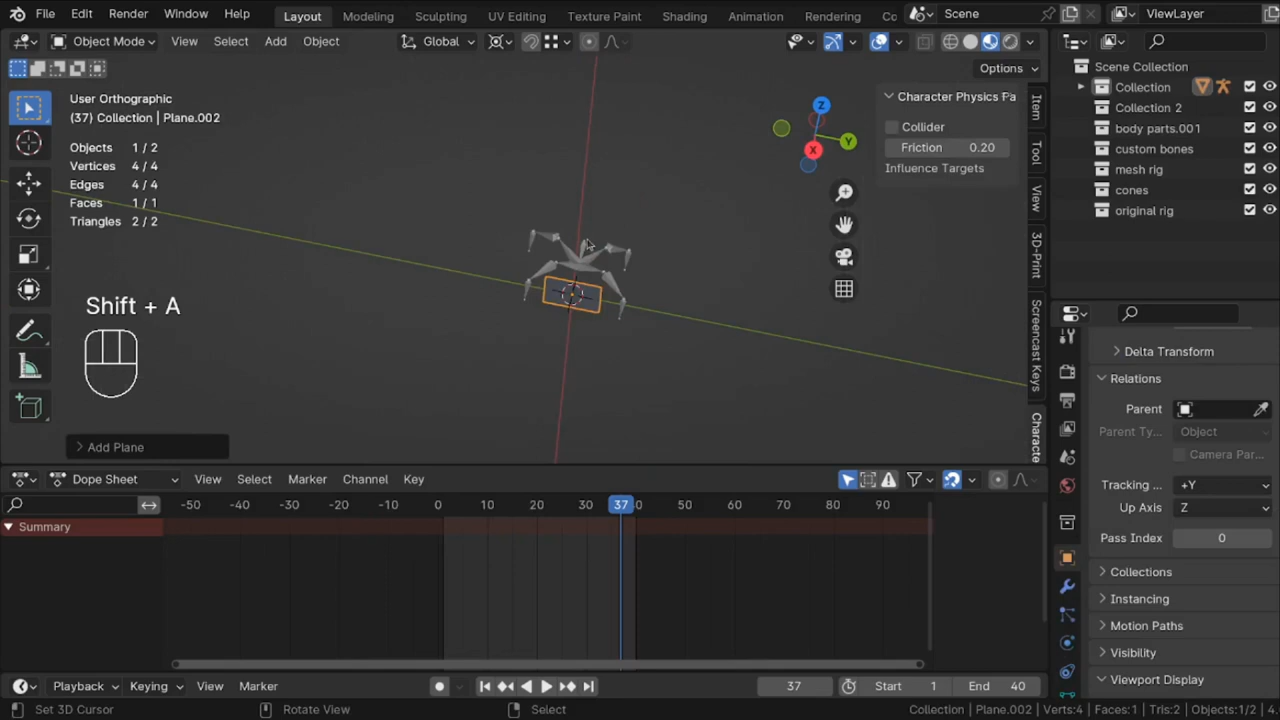 File Edit Render Window Help Layout Modeling Sculpting UV Editing Texture Paint Shading Animation Rendering Co Scene ViewLayer
Object Mode View Select Add Object Global
Options
User Orthographic
(37) Collection | Plane.002
Objects 1 / 2
Vertices 4 / 4
Edges 4 / 4
Faces 1 / 1
Triangles 2 / 2
Shift + A
Add Plane
Z
Y
X
Character Physics Pa
Collider
Friction 0.20
Influence Targets
Item
Tool
View
3D-Print
Screencast Keys
Characte
Scene Collection
Collection
Collection 2
body parts.001
custom bones
mesh rig
cones
original rig
Delta Transform
Relations
Parent
Parent Ty... Object
Camera Par...
Tracking ... +Y
Up Axis Z
Pass Index 0
Collections
Instancing
Motion Paths
Visibility
Viewport Display
Dope Sheet View Select Marker Channel Key
-50 -40 -30 -20 -10 0 10 20 30 37 0 50 60 70 80 90
Summary
Playback Keying View Marker 37 Start 1 End 40
Set 3D Cursor Rotate View Select Collection | Plane.002 | Verts:4 | Faces:1 | Tris:2 | Objects:1/2 | 4.